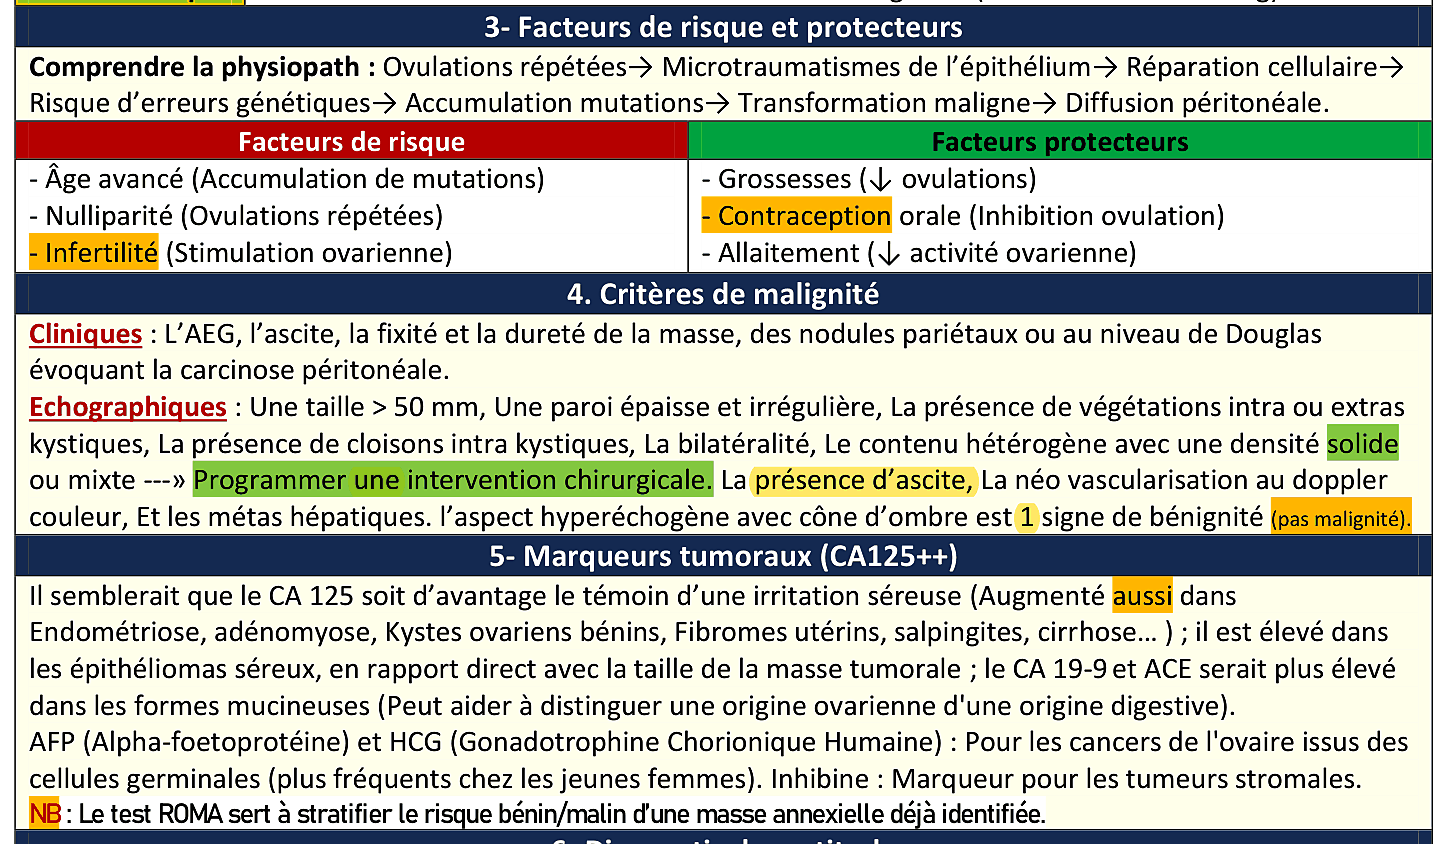 3- Facteurs de risque et protecteurs
Comprendre la physiopath : Ovulations répétées→ Microtraumatismes de l’épithélium→ Réparation cellulaire→
Risque d’erreurs génétiques→ Accumulation mutations→ Transformation maligne→ Diffusion péritonéale.
Facteurs de risque
- Âge avancé (Accumulation de mutations)
- Nulliparité (Ovulations répétées)
- Infertilité (Stimulation ovarienne)
Facteurs protecteurs
- Grossesses (↓ ovulations)
- Contraception orale (Inhibition ovulation)
- Allaitement (↓ activité ovarienne)
4. Critères de malignité
Cliniques : L’AEG, l’ascite, la fixité et la dureté de la masse, des nodules pariétaux ou au niveau de Douglas
évoquant la carcinose péritonéale.
Echographiques : Une taille > 50 mm, Une paroi épaisse et irrégulière, La présence de végétations intra ou extras
kystiques, La présence de cloisons intra kystiques, La bilatéralité, Le contenu hétérogène avec une densité solide
ou mixte ---» Programmer une intervention chirurgicale. La présence d’ascite, La néo vascularisation au doppler
couleur, Et les métas hépatiques. l’aspect hyperéchogène avec cône d’ombre est 1 signe de bénignité (pas malignité).
5- Marqueurs tumoraux (CA125++)
Il semblerait que le CA 125 soit d’avantage le témoin d’une irritation séreuse (Augmenté aussi dans
Endométriose, adénomyose, Kystes ovariens bénins, Fibromes utérins, salpingites, cirrhose… ) ; il est élevé dans
les épithéliomas séreux, en rapport direct avec la taille de la masse tumorale ; le CA 19-9 et ACE serait plus élevé
dans les formes mucineuses (Peut aider à distinguer une origine ovarienne d'une origine digestive).
AFP (Alpha-foetoprotéine) et HCG (Gonadotrophine Chorionique Humaine) : Pour les cancers de l'ovaire issus des
cellules germinales (plus fréquents chez les jeunes femmes). Inhibine : Marqueur pour les tumeurs stromales.
NB : Le test ROMA sert à stratifier le risque bénin/malin d’une masse annexielle déjà identifiée.